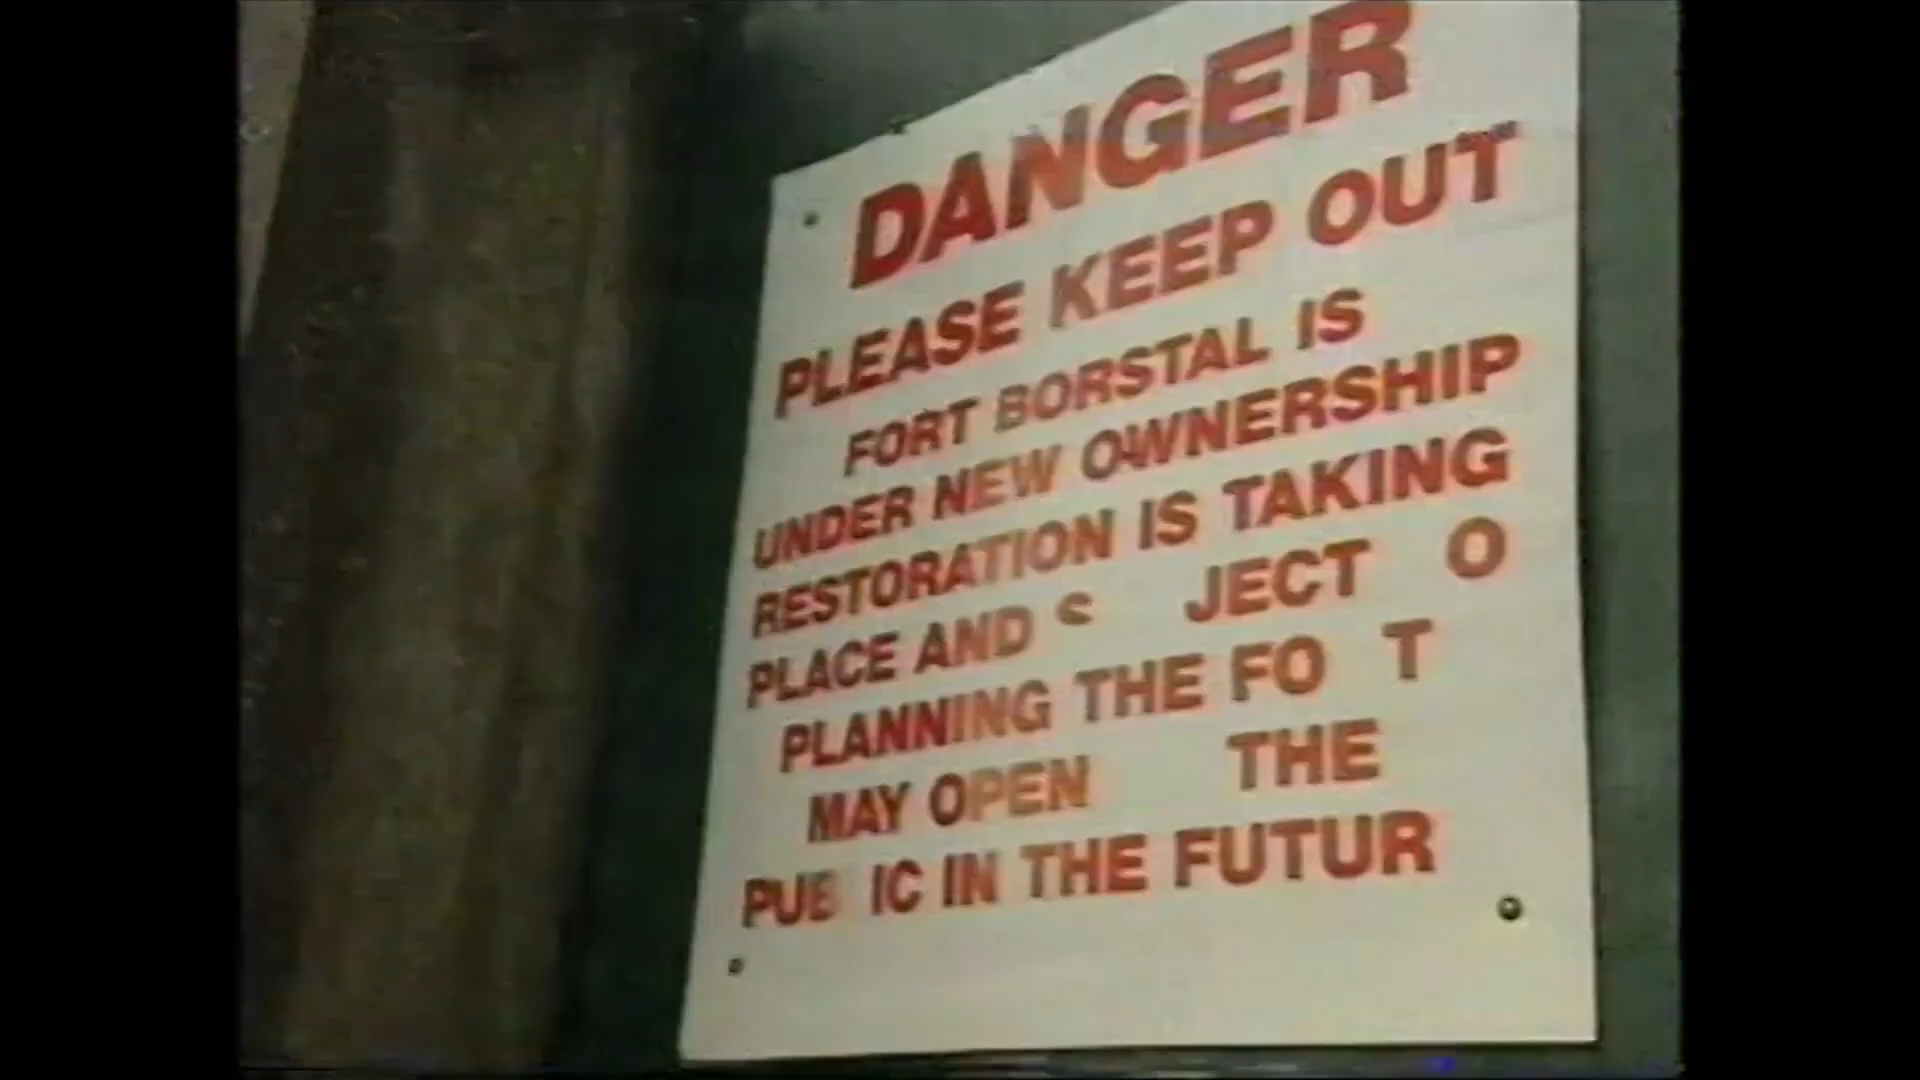 DANGER
PLEASE KEEP OUT
FORT BORSTAL IS
UNDER NEW OWNERSHIP
RESTORATION IS TAKING
PLACE AND S JECT O
PLANNING THE FO T
MAY OPEN THE
PUB IC IN THE FUTUR